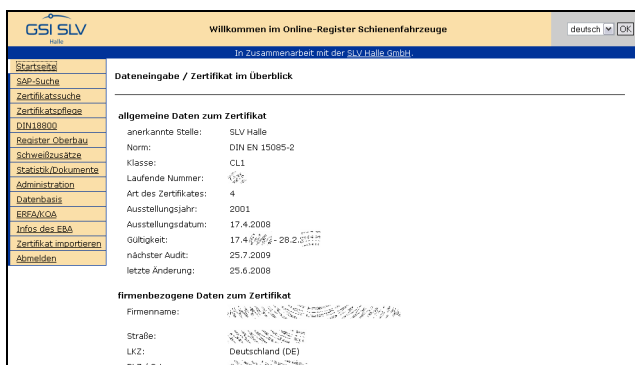 GSI SLV
Halle
Willkommen im Online-Register Schienenfahrzeuge
deutsch
OK
In Zusammenarbeit mit der SLV Halle GmbH.
Startseite
SAP-Suche
Zertifikatssuche
Zertifikatspflege
DIN18800
Register Oberbau
Schweißzusätze
Statistik/Dokumente
Administration
Datenbasis
ERFA/KOA
Infos des EBA
Zertifikat importieren
Abmelden
Dateneingabe / Zertifikat im Überblick
allgemeine Daten zum Zertifikat
anerkannte Stelle: SLV Halle
Norm: DIN EN 15085-2
Klasse: CL1
Laufende Nummer:
Art des Zertifikates: 4
Ausstellungsjahr: 2001
Ausstellungsdatum: 17.4.2008
Gültigkeit: 17.4. - 28.2.
nächster Audit: 25.7.2009
letzte Änderung: 25.6.2008
firmenbezogene Daten zum Zertifikat
Firmenname:
Straße:
LKZ: Deutschland (DE)